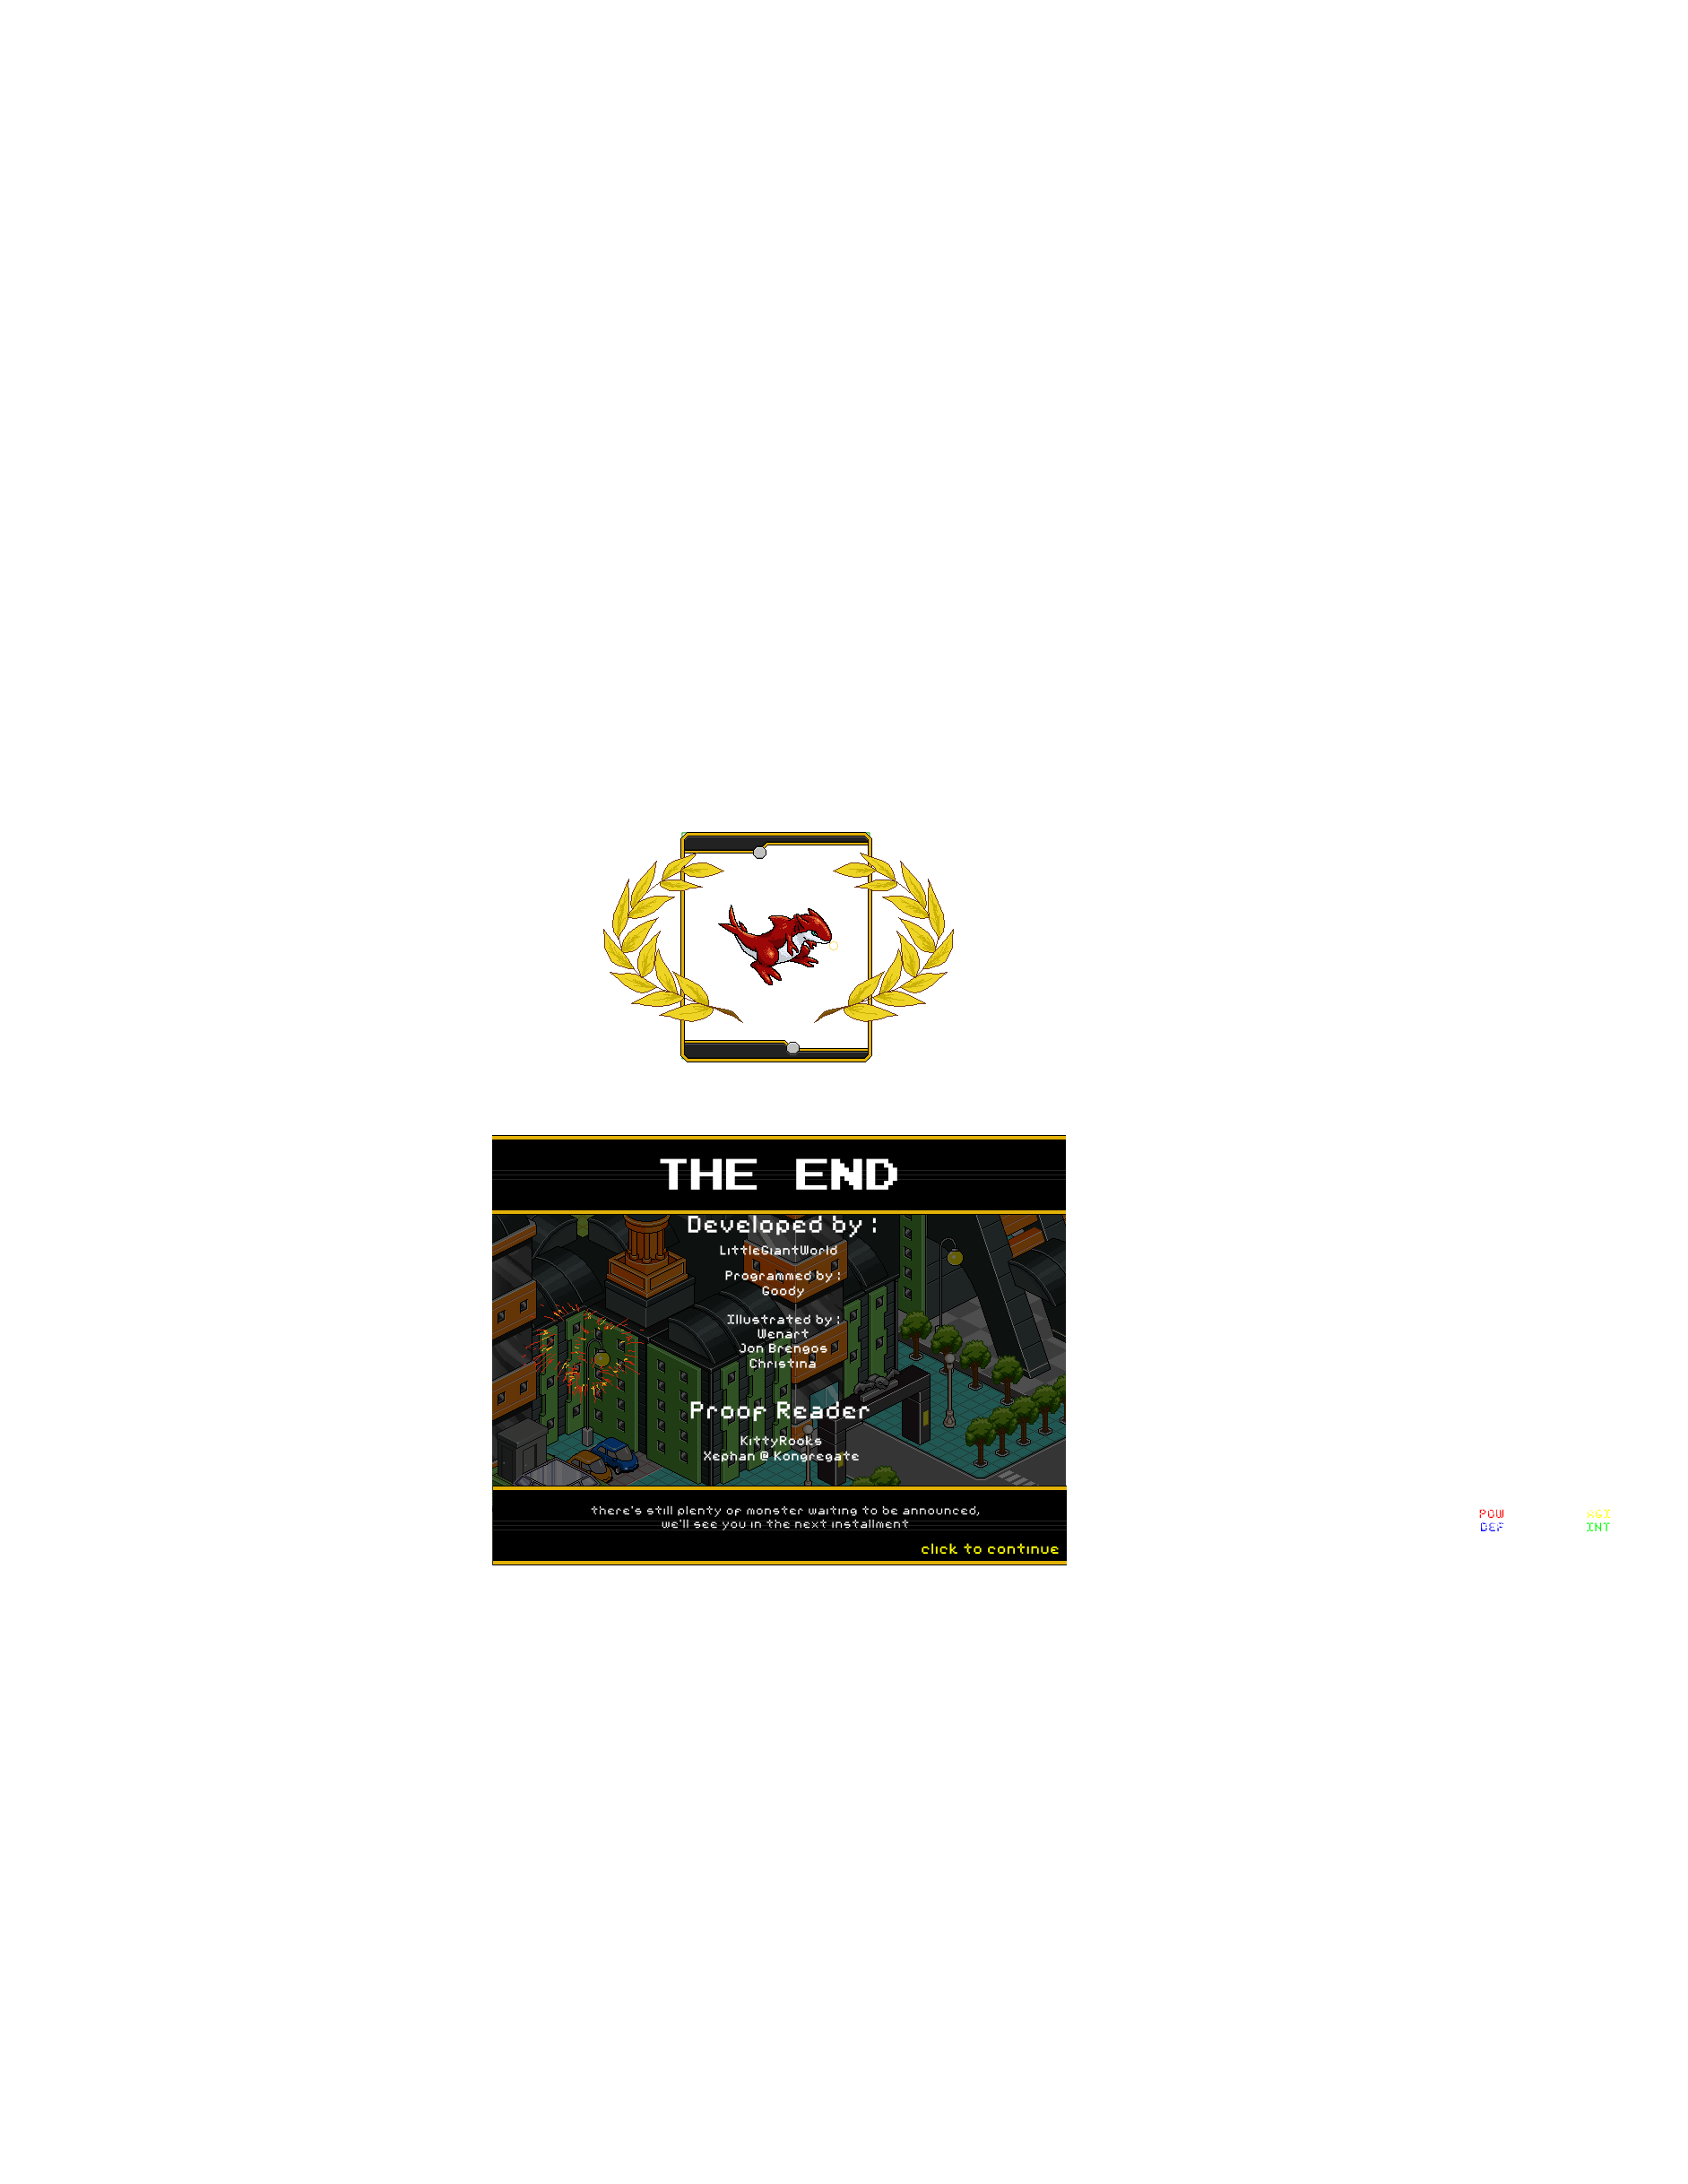 THE END
Developed by :
LittleGiantWorld
Programmed by :
Goody
Illustrated by :
Wenart
Jon Brengos
Christina
Proof Reader
KittyRooks
Xephan @ Kongregate
there's still plenty of monster waiting to be announced,
we'll see you in the next installment
click to continue
POW AGI
DEF INT